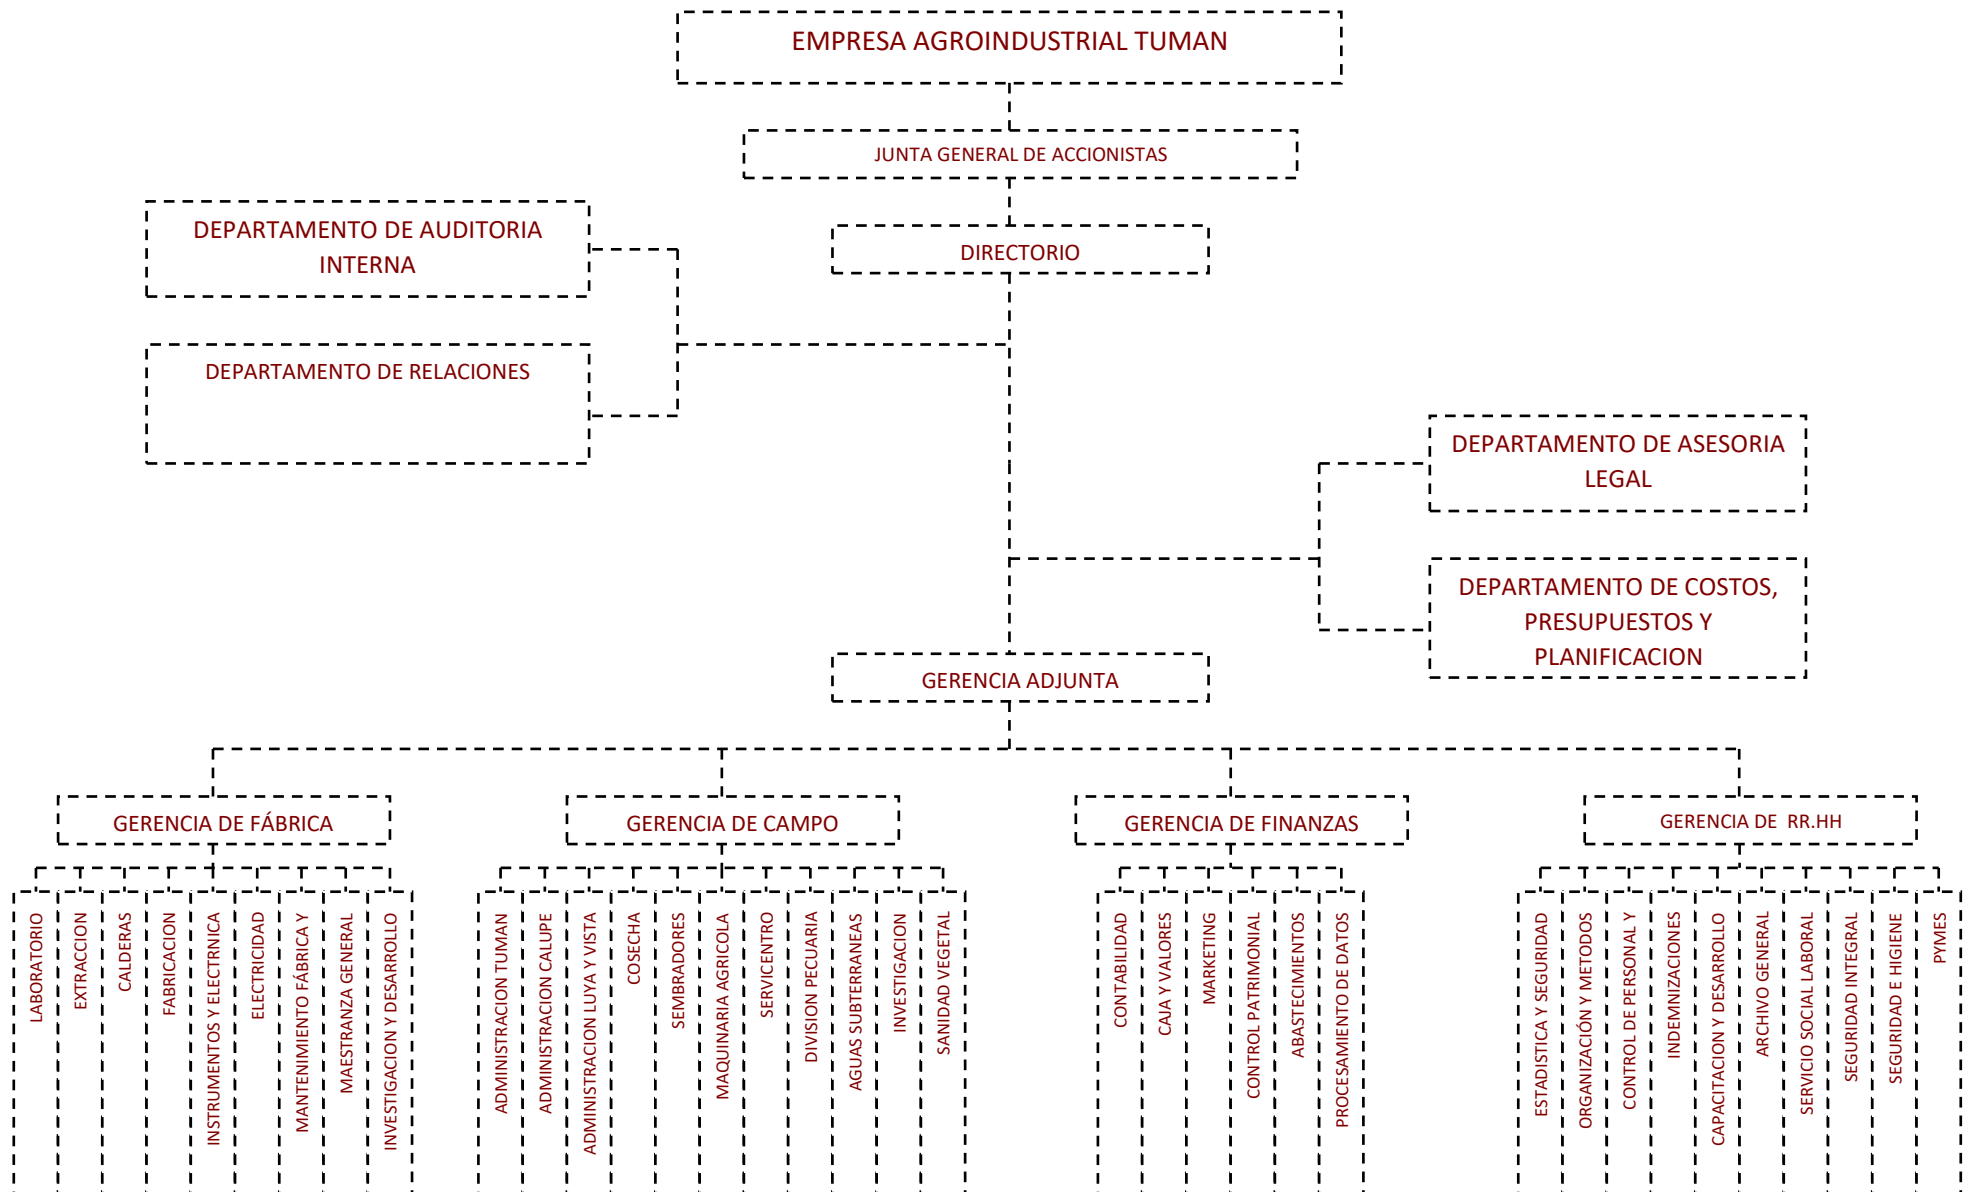 EMPRESA AGROINDUSTRIAL TUMAN
JUNTA GENERAL DE ACCIONISTAS
DEPARTAMENTO DE AUDITORIA
INTERNA
DIRECTORIO
DEPARTAMENTO DE RELACIONES
DEPARTAMENTO DE ASESORIA
LEGAL
DEPARTAMENTO DE COSTOS,
PRESUPUESTOS Y
PLANIFICACION
GERENCIA ADJUNTA
GERENCIA DE FÁBRICA
GERENCIA DE CAMPO
GERENCIA DE FINANZAS
GERENCIA DE RR.HH
LABORATORIO
EXTRACCION
CALDERAS
FABRICACION
INSTRUMENTOS Y ELECTRNICA
ELECTRICIDAD
MANTENIMIENTO FÁBRICA Y
MAESTRANZA GENERAL
INVESTIGACION Y DESARROLLO
ADMINISTRACION TUMAN
ADMINISTRACION CALUPE
ADMINISTRACION LUYA Y VISTA
COSECHA
SEMBRADORES
MAQUINARIA AGRICOLA
SERVICENTRO
DIVISION PECUARIA
AGUAS SUBTERRANEAS
INVESTIGACION
SANIDAD VEGETAL
CONTABILIDAD
CAJA Y VALORES
MARKETING
CONTROL PATRIMONIAL
ABASTECIMIENTOS
PROCESAMIENTO DE DATOS
ESTADISTICA Y SEGURIDAD
ORGANIZACIÓN Y METODOS
CONTROL DE PERSONAL Y
INDEMNIZACIONES
CAPACITACION Y DESARROLLO
ARCHIVO GENERAL
SERVICIO SOCIAL LABORAL
SEGURIDAD INTEGRAL
SEGURIDAD E HIGIENE
PYMES